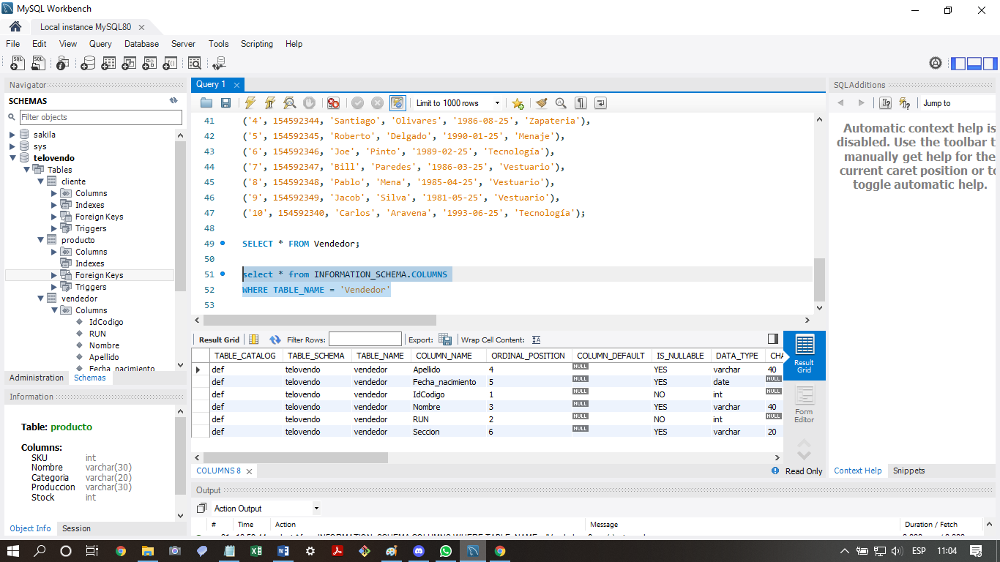 MySQL Workbench
Local instance MySQL80
File Edit View Query Database Server Tools Scripting Help
Navigator
SCHEMAS
Filter objects
sakila
sys
telovendo
Tables
cliente
Columns
Indexes
Foreign Keys
Triggers
producto
Columns
Indexes
Foreign Keys
Triggers
vendedor
Columns
IdCodigo
RUN
Nombre
Apellido
Fecha_nacimiento
Administration Schemas
Information
Table: producto
Columns:
SKU int
Nombre varchar(30)
Categoria varchar(20)
Produccion varchar(30)
Stock int
Object Info Session
Query 1
Limit to 1000 rows
41 ('4', 154592344, 'Santiago', 'Olivares', '1986-08-25', 'Zapateria'),
42 ('5', 154592345, 'Roberto', 'Delgado', '1990-01-25', 'Menaje'),
43 ('6', 154592346, 'Joe', 'Pinto', '1989-02-25', 'Tecnología'),
44 ('7', 154592347, 'Bill', 'Paredes', '1986-03-25', 'Vestuario'),
45 ('8', 154592348, 'Pablo', 'Mena', '1985-04-25', 'Vestuario'),
46 ('9', 154592349, 'Jacob', 'Silva', '1981-05-25', 'Vestuario'),
47 ('10', 154592340, 'Carlos', 'Aravena', '1993-06-25', 'Tecnología');
48
49 SELECT * FROM Vendedor;
50
51 select * from INFORMATION_SCHEMA.COLUMNS
52 WHERE TABLE_NAME = 'Vendedor'
53
Result Grid Filter Rows: Export: Wrap Cell Content: IA
TABLE_CATALOG TABLE_SCHEMA TABLE_NAME COLUMN_NAME ORDINAL_POSITION COLUMN_DEFAULT IS_NULLABLE DATA_TYPE CHA
def telovendo vendedor Apellido 4 NULL YES varchar 40
def telovendo vendedor Fecha_nacimiento 5 NULL YES date NULL
def telovendo vendedor IdCodigo 1 NULL NO int NULL
def telovendo vendedor Nombre 3 NULL YES varchar 40
def telovendo vendedor RUN 2 NULL NO int NULL
def telovendo vendedor Seccion 6 NULL YES varchar 20
Result
Grid
Form
Editor
COLUMNS 8 Read Only
Output
Action Output
# Time Action Message Duration / Fetch
SQLAdditions
Jump to
Automatic context help is
disabled. Use the toolbar t
manually get help for the
current caret position or to
toggle automatic help.
Context Help Snippets
ESP 11:04